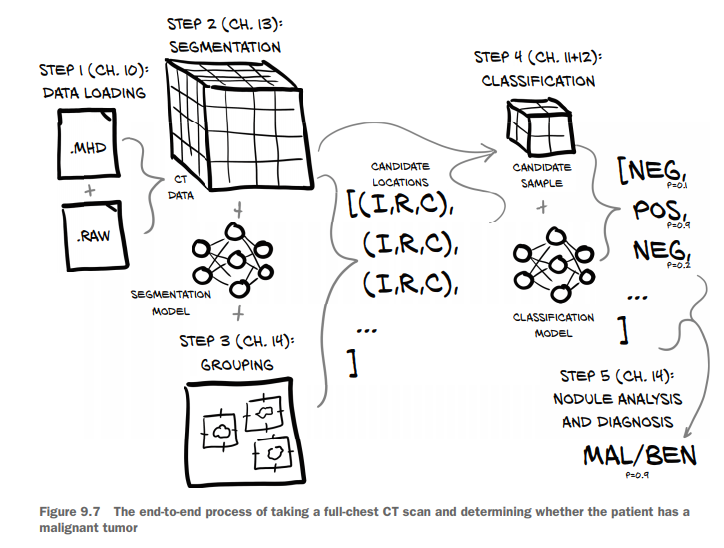 STEP 1 (CH. 10):
DATA LOADING
.MHD
+
.RAW
STEP 2 (CH. 13):
SEGMENTATION
CT
DATA
+
SEGMENTATION
MODEL
+
STEP 3 (CH. 14):
GROUPING
CANDIDATE
LOCATIONS
[(I,R,C),
(I,R,C),
(I,R,C),
...
]
STEP 4 (CH. 11+12):
CLASSIFICATION
CANDIDATE
SAMPLE
+
CLASSIFICATION
MODEL
[NEG,
P=0.1
POS,
P=0.9
NEG,
P=0.2
...
]
STEP 5 (CH. 14):
NODULE ANALYSIS
AND DIAGNOSIS
MAL/BEN
P=0.9
Figure 9.7 The end-to-end process of taking a full-chest CT scan and determining whether the patient has a
malignant tumor